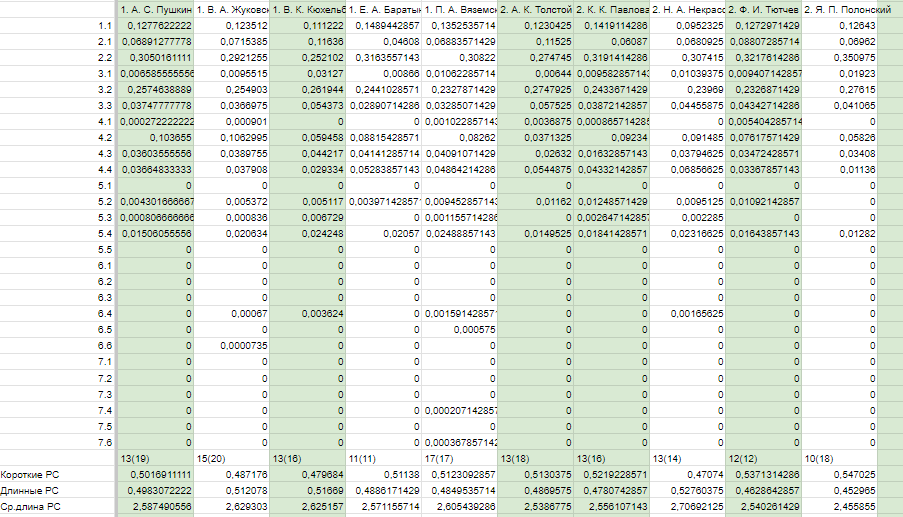 1. А. С. Пушкин 1. В. А. Жуковс 1. В. К. Кюхельб 1. Е. А. Баратын 1. П. А. Вяземск 2. А. К. Толстой 2. К. К. Павлова 2. Н. А. Некрасо 2. Ф. И. Тютчев 2. Я. П. Полонский
1.1 0,1277622222 0,123512 0,111222 0,1489442857 0,1352535714 0,1230425 0,1419114286 0,0952325 0,1272971429 0,12643
2.1 0,06891277778 0,0715385 0,11636 0,04608 0,06883571429 0,11525 0,06087 0,0680925 0,08807285714 0,06962
2.2 0,3050161111 0,2921255 0,252102 0,3163557143 0,30822 0,274745 0,3191414286 0,307415 0,3217614286 0,350975
3.1 0,006585555556 0,0095515 0,03127 0,00866 0,01062285714 0,00644 0,009582857143 0,01039375 0,009407142857 0,01923
3.2 0,2574638889 0,254903 0,261944 0,2441028571 0,2327871429 0,2747925 0,2433671429 0,23969 0,2326871429 0,27615
3.3 0,03747777778 0,0366975 0,054373 0,02890714286 0,03285071429 0,057525 0,03872142857 0,04455875 0,04342714286 0,041065
4.1 0,000272222222 0,000901 0 0 0,001022857143 0,0036875 0,000865714285 0 0,005404285714 0
4.2 0,103655 0,1062995 0,059458 0,08815428571 0,08262 0,0371325 0,09234 0,091485 0,07617571429 0,05826
4.3 0,03603555556 0,0389755 0,044217 0,04141285714 0,04091071429 0,02632 0,01632857143 0,03794625 0,03472428571 0,03408
4.4 0,03664833333 0,037908 0,029334 0,05283857143 0,04864214286 0,0544875 0,04332142857 0,06856625 0,03367857143 0,01136
5.1 0 0 0 0 0 0 0 0 0 0
5.2 0,004301666667 0,005372 0,005117 0,00397142857 0,009452857143 0,01162 0,01248571429 0,0095125 0,01092142857 0
5.3 0,000806666666 0,000836 0,006729 0 0,001155714286 0 0,002647142857 0,002285 0 0
5.4 0,01506055556 0,020634 0,024248 0,02057 0,02488857143 0,0149525 0,01841428571 0,02316625 0,01643857143 0,01282
5.5 0 0 0 0 0 0 0 0 0 0
6.1 0 0 0 0 0 0 0 0 0 0
6.2 0 0 0 0 0 0 0 0 0 0
6.3 0 0 0 0 0 0 0 0 0 0
6.4 0 0,00067 0,003624 0 0,001591428571 0 0 0,00165625 0 0
6.5 0 0 0 0 0,000575 0 0 0 0 0
6.6 0 0,0000735 0 0 0 0 0 0 0 0
7.1 0 0 0 0 0 0 0 0 0 0
7.2 0 0 0 0 0 0 0 0 0 0
7.3 0 0 0 0 0 0 0 0 0 0
7.4 0 0 0 0 0,000207142857 0 0 0 0 0
7.5 0 0 0 0 0 0 0 0 0 0
7.6 0 0 0 0 0,000367857142 0 0 0 0 0
13(19) 15(20) 13(16) 11(11) 17(17) 13(18) 13(16) 13(14) 12(12) 10(18)
Короткие РС 0,5016911111 0,487176 0,479684 0,51138 0,5123092857 0,5130375 0,5219228571 0,47074 0,5371314286 0,547025
Длинные РС 0,4983072222 0,512078 0,51669 0,4886171429 0,4849535714 0,4869575 0,4780742857 0,52760375 0,4628642857 0,452965
Ср.длина РС 2,587490556 2,629303 2,625157 2,571155714 2,605439286 2,5386775 2,556107143 2,70692125 2,540261429 2,455855